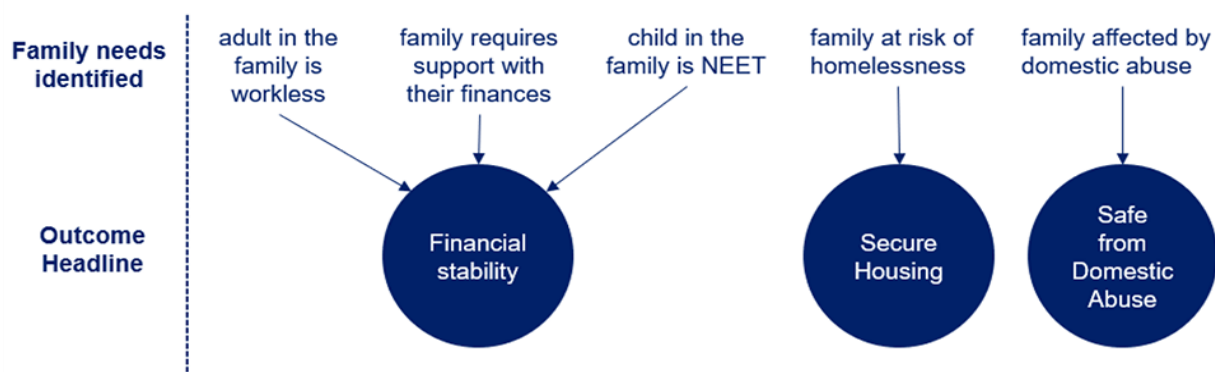 Family needs
identified
adult in the
family is
workless
family requires
support with
their finances
child in the
family is NEET
family at risk of
homelessness
family affected by
domestic abuse
Outcome
Headline
Financial
stability
Secure
Housing
Safe
from
Domestic
Abuse